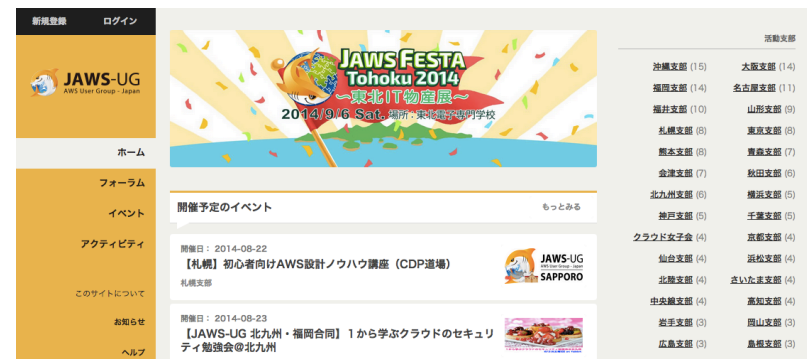 新規登録
ログイン
JAWS-UG
AWS User Group - Japan
ホーム
フォーラム
イベント
アクティビティ
このサイトについて
お知らせ
ヘルプ
JAWS FESTA
Tohoku 2014
〜東北IT物産展〜
2014/9/6 Sat. 場所:東北電子専門学校
開催予定のイベント
もっとみる
開催日: 2014-08-22
【札幌】初心者向けAWS設計ノウハウ講座(CDP道場)
札幌支部
JAWS-UG
AWS User Group - Japan
SAPPORO
開催日: 2014-08-23
【JAWS-UG 北九州・福岡合同】1から学ぶクラウドのセキュリ
ティ勉強会@北九州
活動支部
沖縄支部 (15) 大阪支部 (14)
福岡支部 (14) 名古屋支部 (11)
福井支部 (10) 山形支部 (9)
札幌支部 (8) 東京支部 (8)
熊本支部 (8) 青森支部 (7)
会津支部 (7) 秋田支部 (6)
北九州支部 (6) 横浜支部 (5)
神戸支部 (5) 千葉支部 (5)
クラウド女子会 (4) 京都支部 (4)
仙台支部 (4) 浜松支部 (4)
北陸支部 (4) さいたま支部 (4)
中央線支部 (4) 高知支部 (4)
岩手支部 (3) 岡山支部 (3)
広島支部 (3) 島根支部 (3)